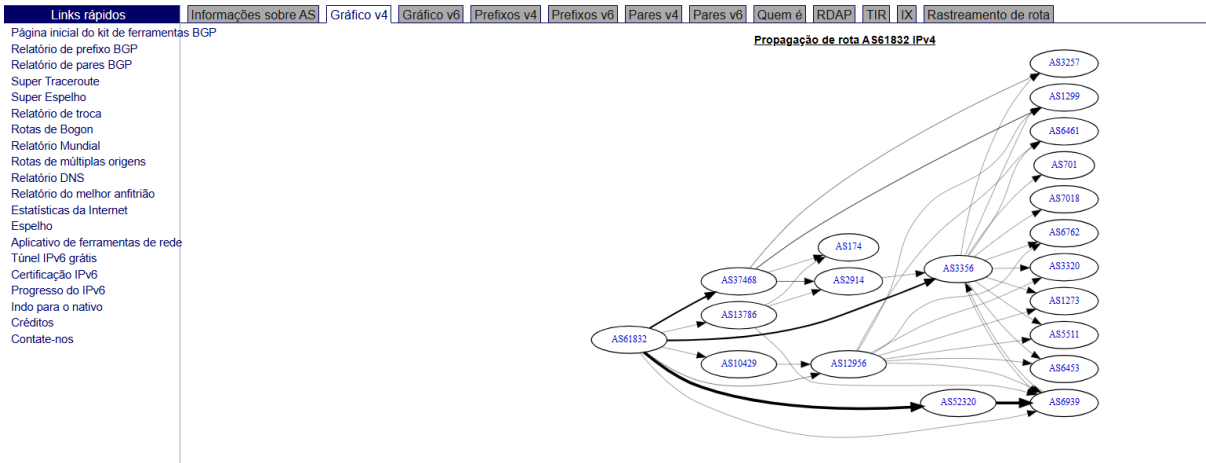 Links rápidos
Informações sobre AS Gráfico v4 Gráfico v6 Prefixos v4 Prefixos v6 Pares v4 Pares v6 Quem é RDAP TIR IX Rastreamento de rota
Página inicial do kit de ferramentas BGP
Relatório de prefixo BGP
Relatório de pares BGP
Super Traceroute
Super Espelho
Relatório de troca
Rotas de Bogon
Relatório Mundial
Rotas de múltiplas origens
Relatório DNS
Relatório do melhor anfitrião
Estatísticas da Internet
Espelho
Aplicativo de ferramentas de rede
Túnel IPv6 grátis
Certificação IPv6
Progresso do IPv6
Indo para o nativo
Créditos
Contate-nos
Propagação de rota AS61832 IPv4
AS3257
AS1299
AS6461
AS701
AS7018
AS6762
AS174
AS3356
AS3320
AS37468
AS2914
AS1273
AS13786
AS5511
AS61832
AS10429
AS12956
AS6453
AS52320
AS6939